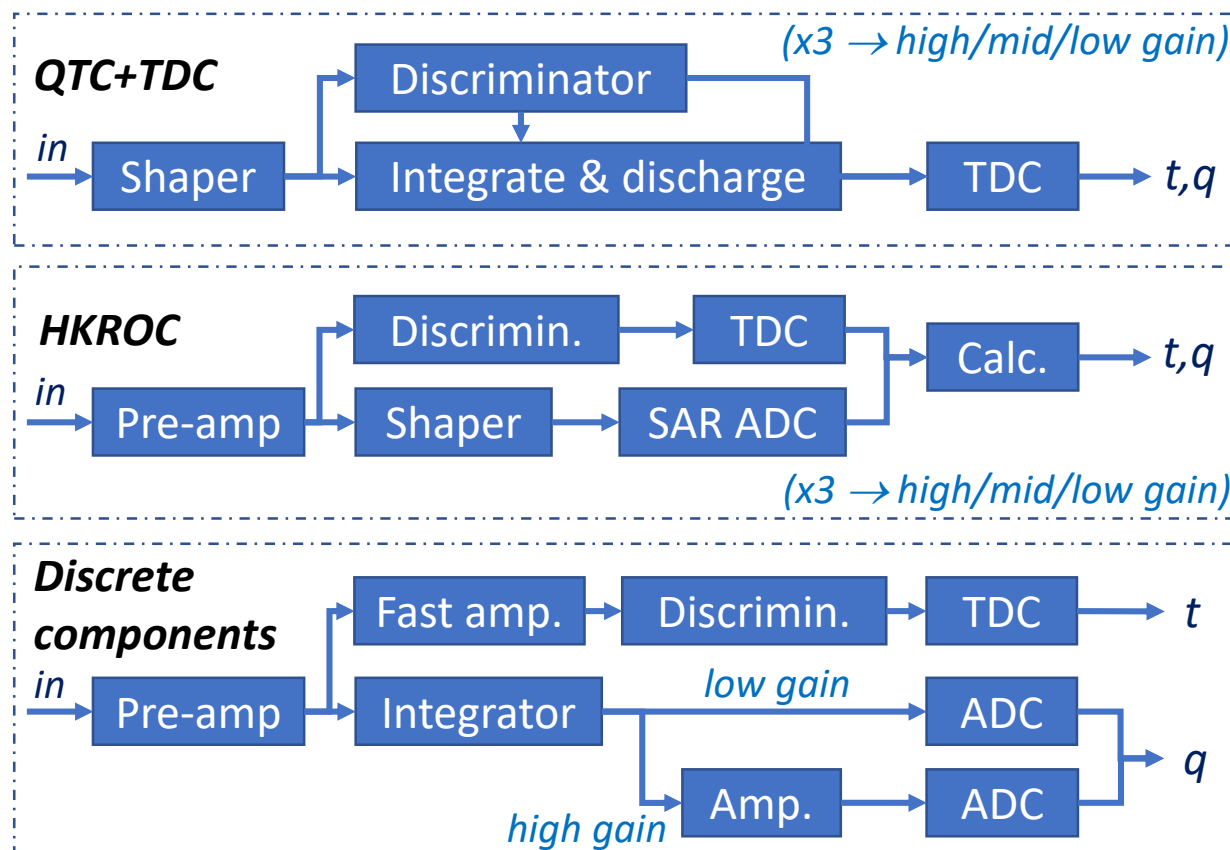 (x3 → high/mid/low gain)
QTC+TDC
Discriminator
in
Shaper
Integrate & discharge
TDC
t,q
HKROC
Discrimin.
TDC
Calc.
t,q
in
Pre-amp
Shaper
SAR ADC
(x3 → high/mid/low gain)
Discrete
components
Fast amp.
Discrimin.
TDC
t
in
Pre-amp
Integrator
low gain
ADC
q
high gain
Amp.
ADC